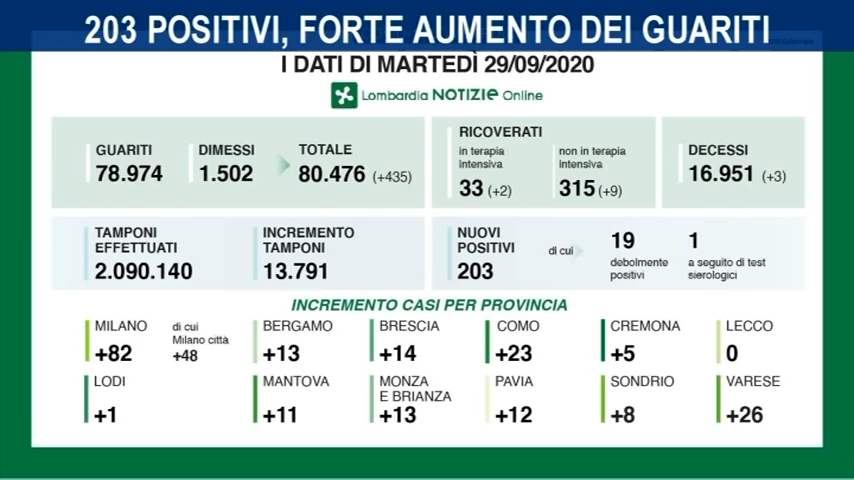 203 POSITIVI, FORTE AUMENTO DEI GUARITI
I DATI DI MARTEDÌ 29/09/2020
Lombardia NOTIZIE Online
GUARITI
78.974
DIMESSI
1.502
TOTALE
80.476 (+435)
RICOVERATI
in terapia
intensiva
33 (+2)
non in terapia
intensiva
315 (+9)
DECESSI
16.951 (+3)
TAMPONI
EFFETTUATI
2.090.140
INCREMENTO
TAMPONI
13.791
NUOVI
POSITIVI
203
di cui
19
debolmente
positivi
1
a seguito di test
sierologici
INCREMENTO CASI PER PROVINCIA
MILANO
+82
di cui
Milano città
+48
BERGAMO
+13
BRESCIA
+14
COMO
+23
CREMONA
+5
LECCO
0
LODI
+1
MANTOVA
+11
MONZA
E BRIANZA
+13
PAVIA
+12
SONDRIO
+8
VARESE
+26